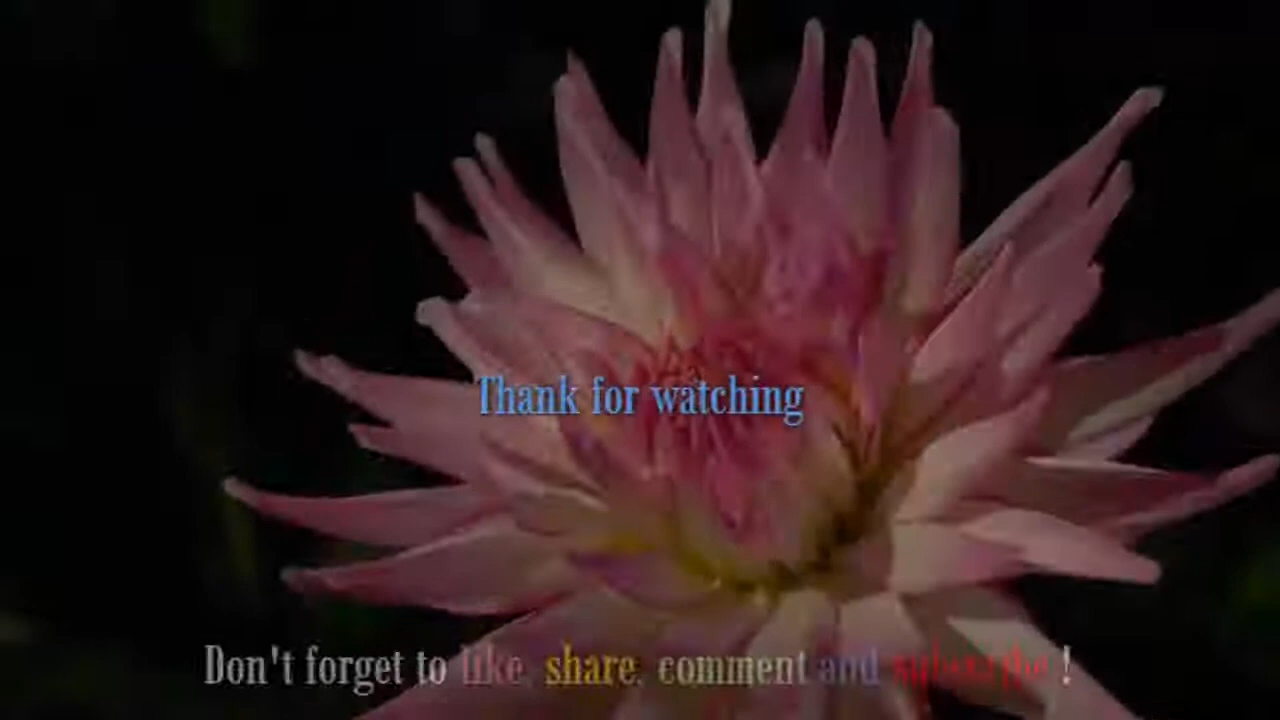 Thank for watching
Don't forget to like, share, comment and subscribe !